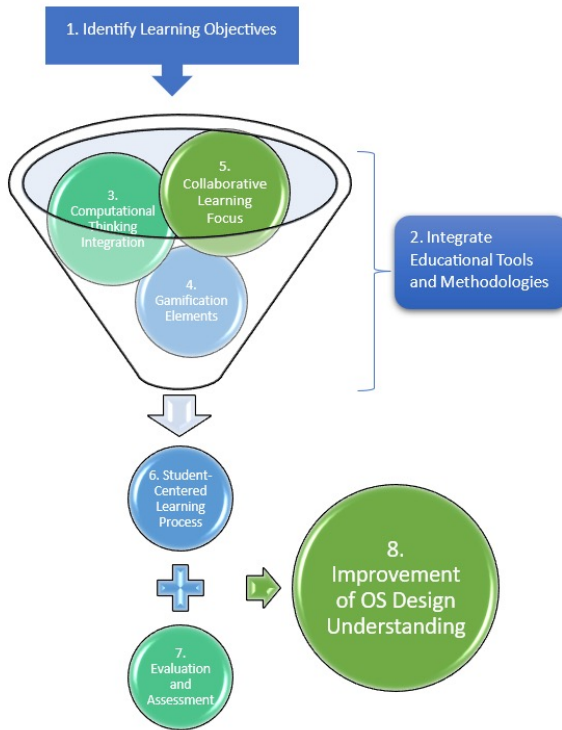 1. Identify Learning Objectives
5.
Collaborative
Learning
Focus
3.
Computational
Thinking
Integration
2. Integrate
Educational Tools
and Methodologies
4.
Gamification
Elements
6. Student-
Centered
Learning
Process
8.
Improvement
of OS Design
Understanding
7.
Evaluation
and
Assessment